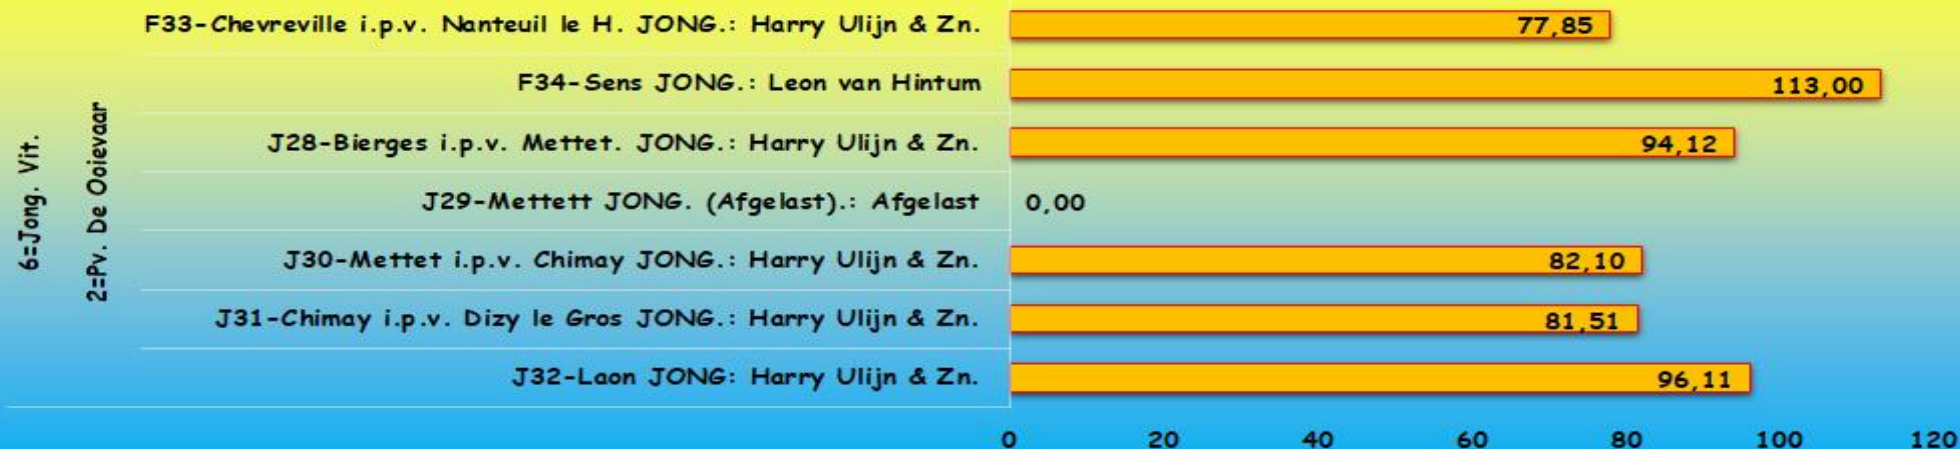 6=Jong. Vit.
2=Pv. De Ooievaar
F33-Chevreville i.p.v. Nanteuil le H. JONG.: Harry Ulijn & Zn.
77,85
F34-Sens JONG.: Leon van Hintum
113,00
J28-Bierges i.p.v. Mettet. JONG.: Harry Ulijn & Zn.
94,12
J29-Mettett JONG. (Afgelast).: Afgelast
0,00
J30-Mettet i.p.v. Chimay JONG.: Harry Ulijn & Zn.
82,10
J31-Chimay i.p.v. Dizy le Gros JONG.: Harry Ulijn & Zn.
81,51
J32-Laon JONG: Harry Ulijn & Zn.
96,11
0 20 40 60 80 100 120